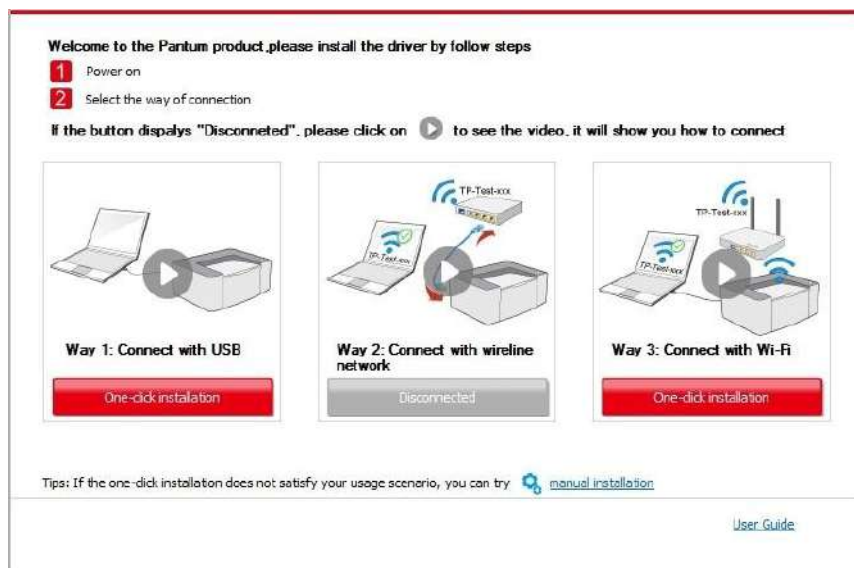 Welcome to the Pantum product,please install the driver by follow steps
1 Power on
2 Select the way of connection
If the button dispalys "Disconneted", please click on to see the video, it will show you how to connect
TP-Test-xxx
TP-Test-xxx
TP-Test-xxx
TP-Test-xxx
Way 1: Connect with USB
Way 2: Connect with wireline
network
Way 3: Connect with Wi-Fi
One-click installation
Disconnected
One-click installation
Tips: If the one-click installation does not satisfy your usage scenario, you can try manual installation
User Guide